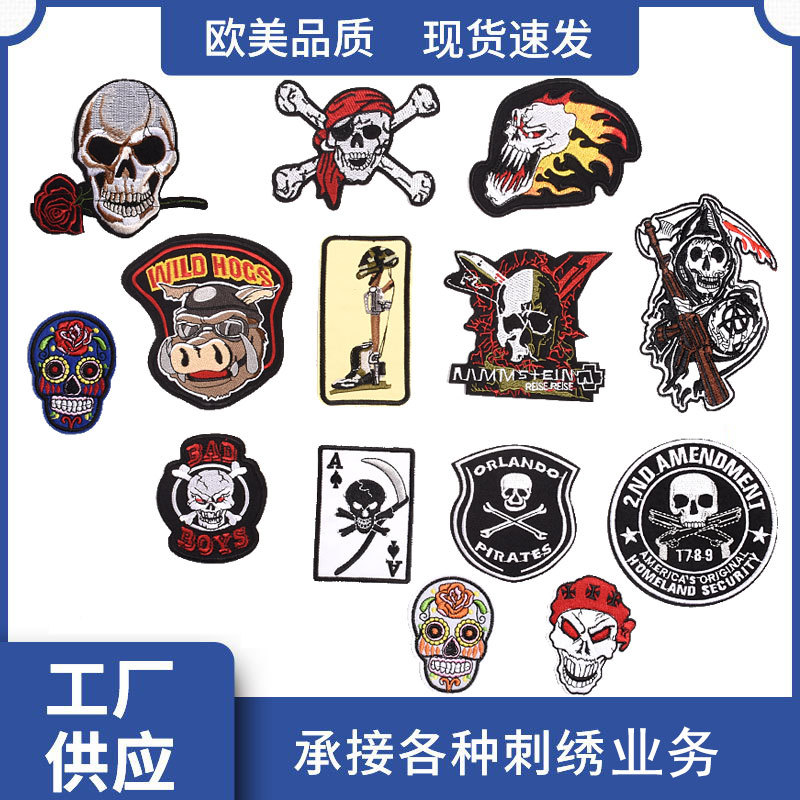 欧美品质 现货速发
WILD HOGS
RAMMSTEIN
REISE, REISE
BAD
BOYS
A
A
ORLANDO
PIRATES
2ND AMENDMENT
1789
AMERICA'S ORIGINAL
HOMELAND SECURITY
工厂
供应
承接各种刺绣业务